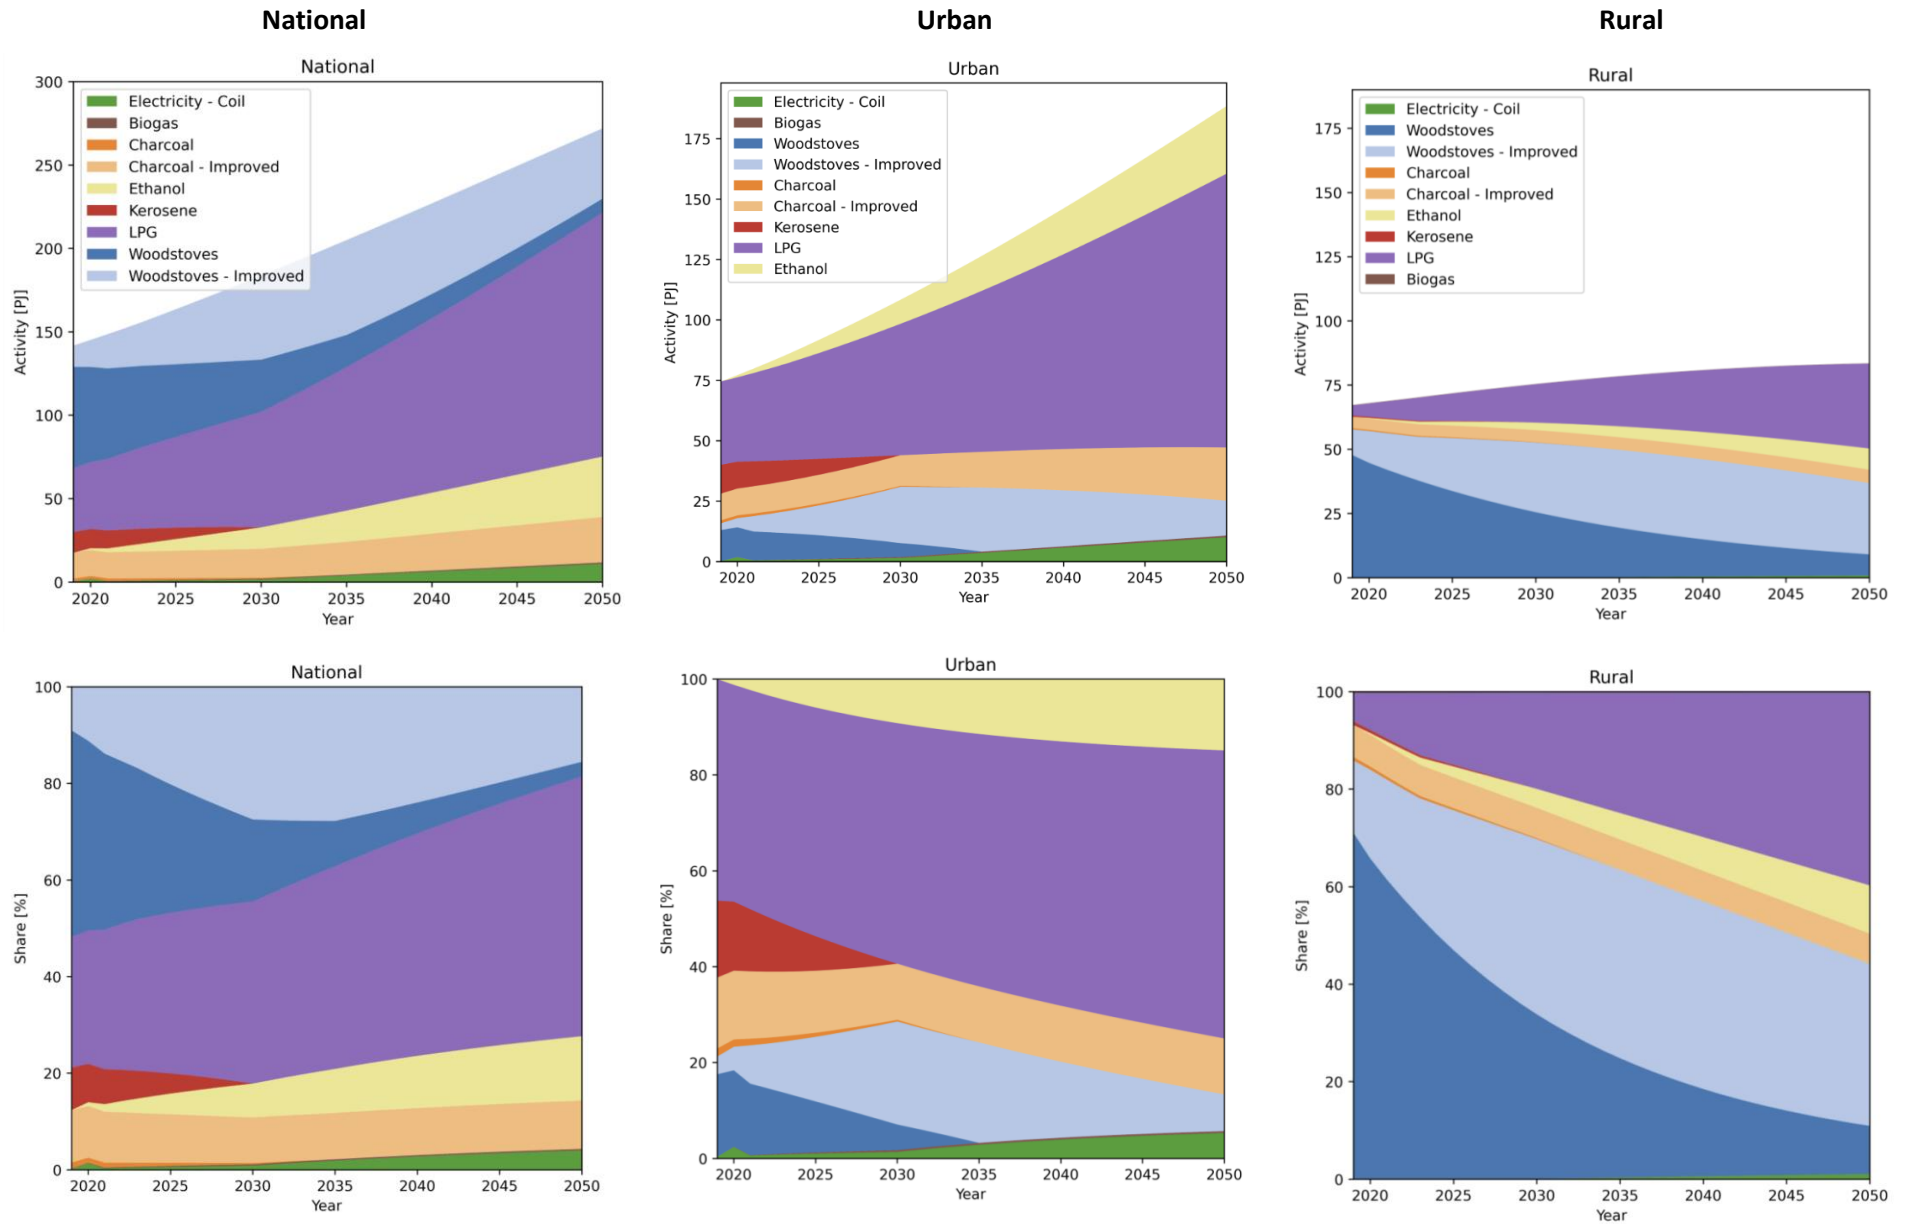 National
Urban
Rural
National
300
250
200
150
100
50
0
Activity [PJ]
Electricity - Coil
Biogas
Charcoal
Charcoal - Improved
Ethanol
Kerosene
LPG
Woodstoves
Woodstoves - Improved
2020 2025 2030 2035 2040 2045 2050
Year
Urban
175
150
125
100
75
50
25
0
Activity [PJ]
Electricity - Coil
Biogas
Woodstoves
Woodstoves - Improved
Charcoal
Charcoal - Improved
Kerosene
LPG
Ethanol
2020 2025 2030 2035 2040 2045 2050
Year
Rural
175
150
125
100
75
50
25
0
Activity [PJ]
Electricity - Coil
Woodstoves
Woodstoves - Improved
Charcoal
Charcoal - Improved
Ethanol
Kerosene
LPG
Biogas
2020 2025 2030 2035 2040 2045 2050
Year
National
100
80
60
40
20
0
Share [%]
2020 2025 2030 2035 2040 2045 2050
Year
Urban
100
80
60
40
20
0
Share [%]
2020 2025 2030 2035 2040 2045 2050
Year
Rural
100
80
60
40
20
0
Share [%]
2020 2025 2030 2035 2040 2045 2050
Year